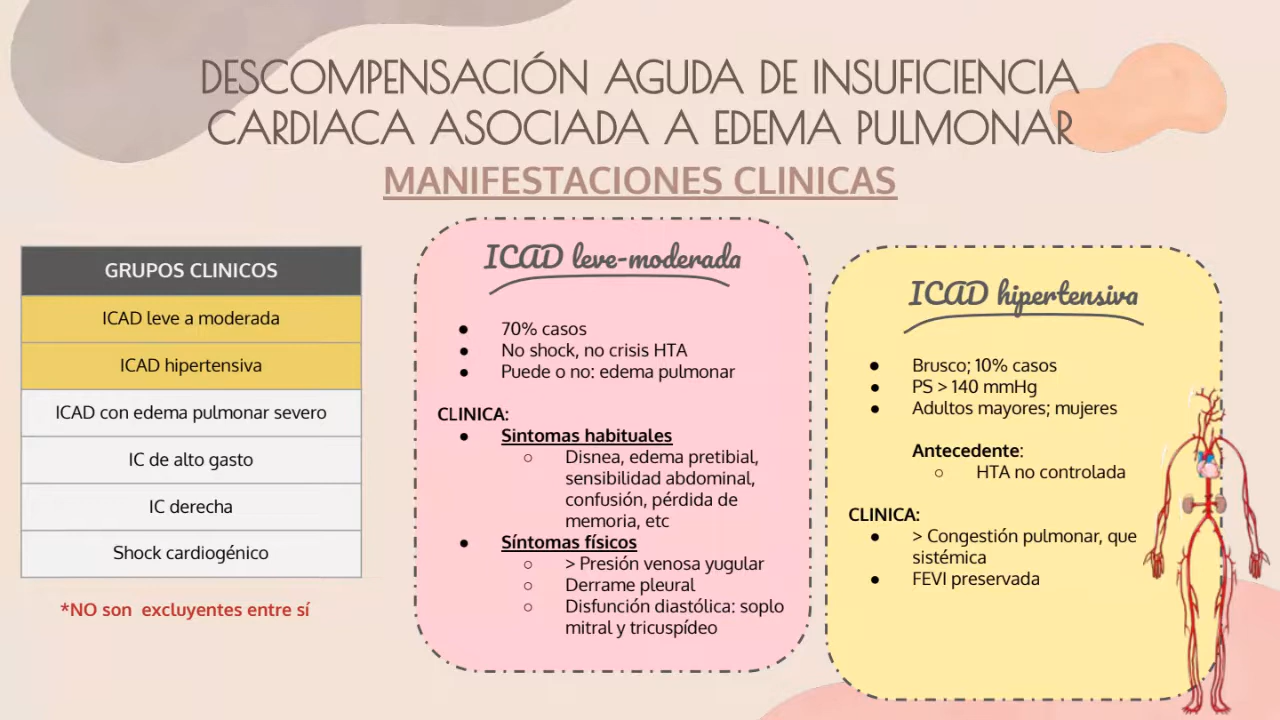 DESCOMPENSACIÓN AGUDA DE INSUFICIENCIA
CARDIACA ASOCIADA A EDEMA PULMONAR
MANIFESTACIONES CLINICAS
GRUPOS CLINICOS
ICAD leve a moderada
ICAD hipertensiva
ICAD con edema pulmonar severo
IC de alto gasto
IC derecha
Shock cardiogénico
*NO son excluyentes entre sí
ICAD leve-moderada
● 70% casos
● No shock, no crisis HTA
● Puede o no: edema pulmonar
CLINICA:
● Sintomas habituales
○ Disnea, edema pretibial,
sensibilidad abdominal,
confusión, pérdida de
memoria, etc
● Síntomas físicos
○ > Presión venosa yugular
○ Derrame pleural
○ Disfunción diastólica: soplo
mitral y tricuspídeo
ICAD hipertensiva
● Brusco; 10% casos
● PS > 140 mmHg
● Adultos mayores; mujeres
Antecedente:
○ HTA no controlada
CLINICA:
● > Congestión pulmonar, que
sistémica
● FEVI preservada